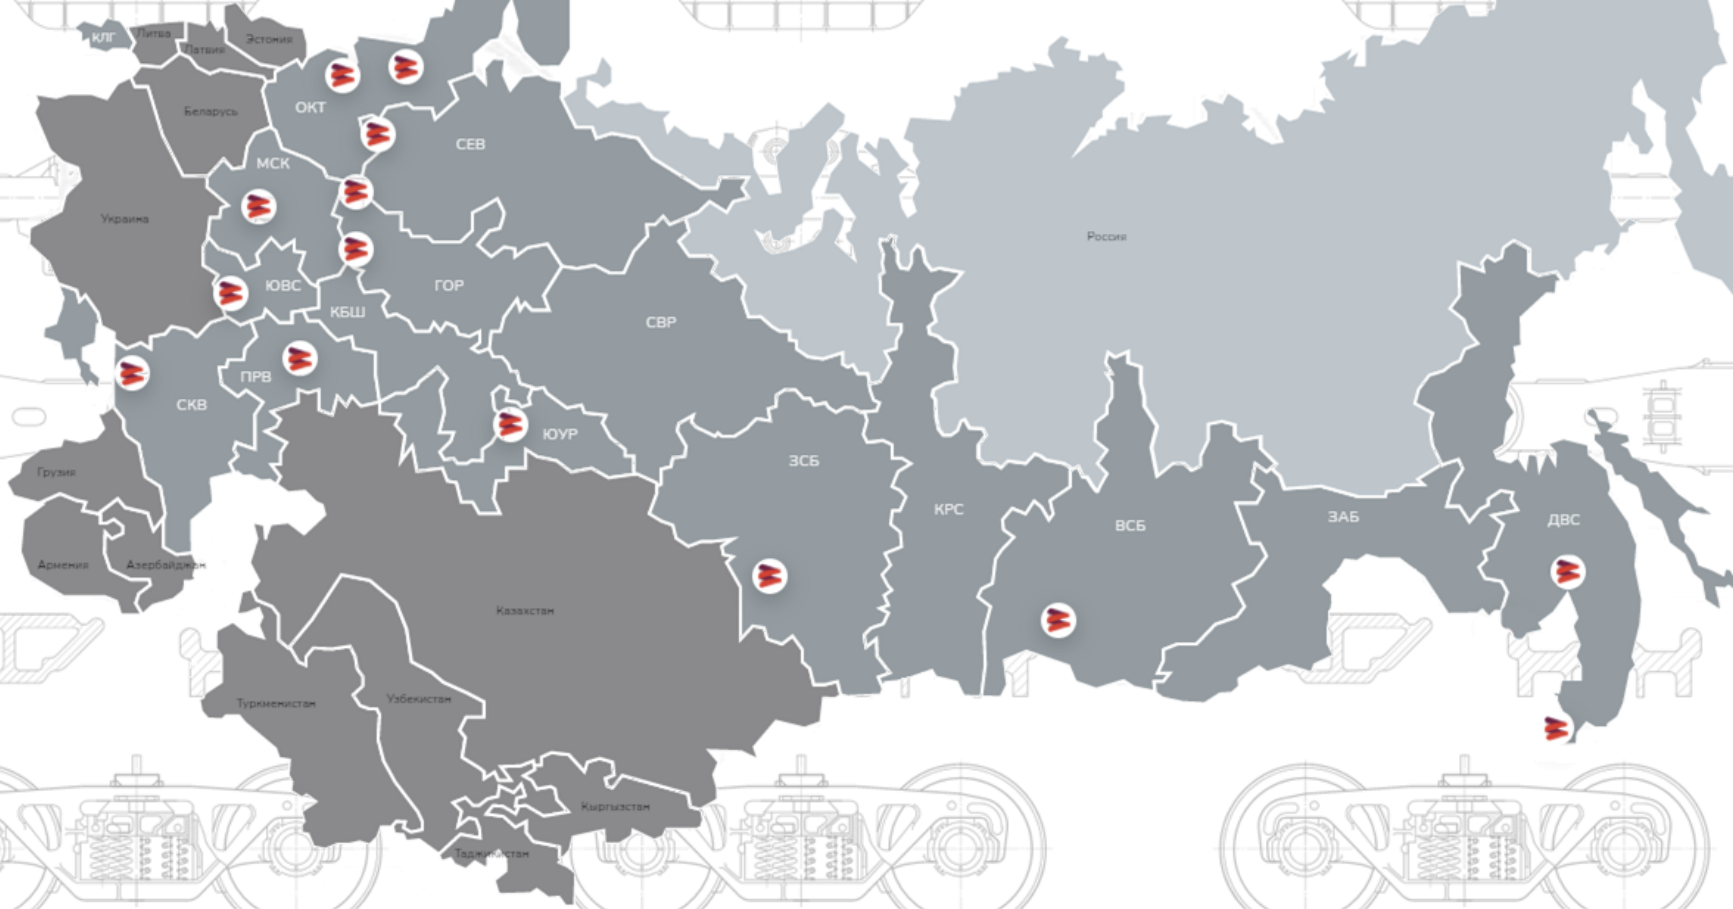 КЛГ
Литва
Латвия
Эстония
Беларусь
ОКТ
СЕВ
МСК
Украина
Россия
ЮВС
ГОР
КБШ
СВР
ПРВ
СКВ
ЮУР
ЗСБ
Грузия
КРС
ВСБ
ЗАБ
ДВС
Армения
Азербайджан
Казахстан
Узбекистан
Туркменистан
Кыргызстан
Таджикистан